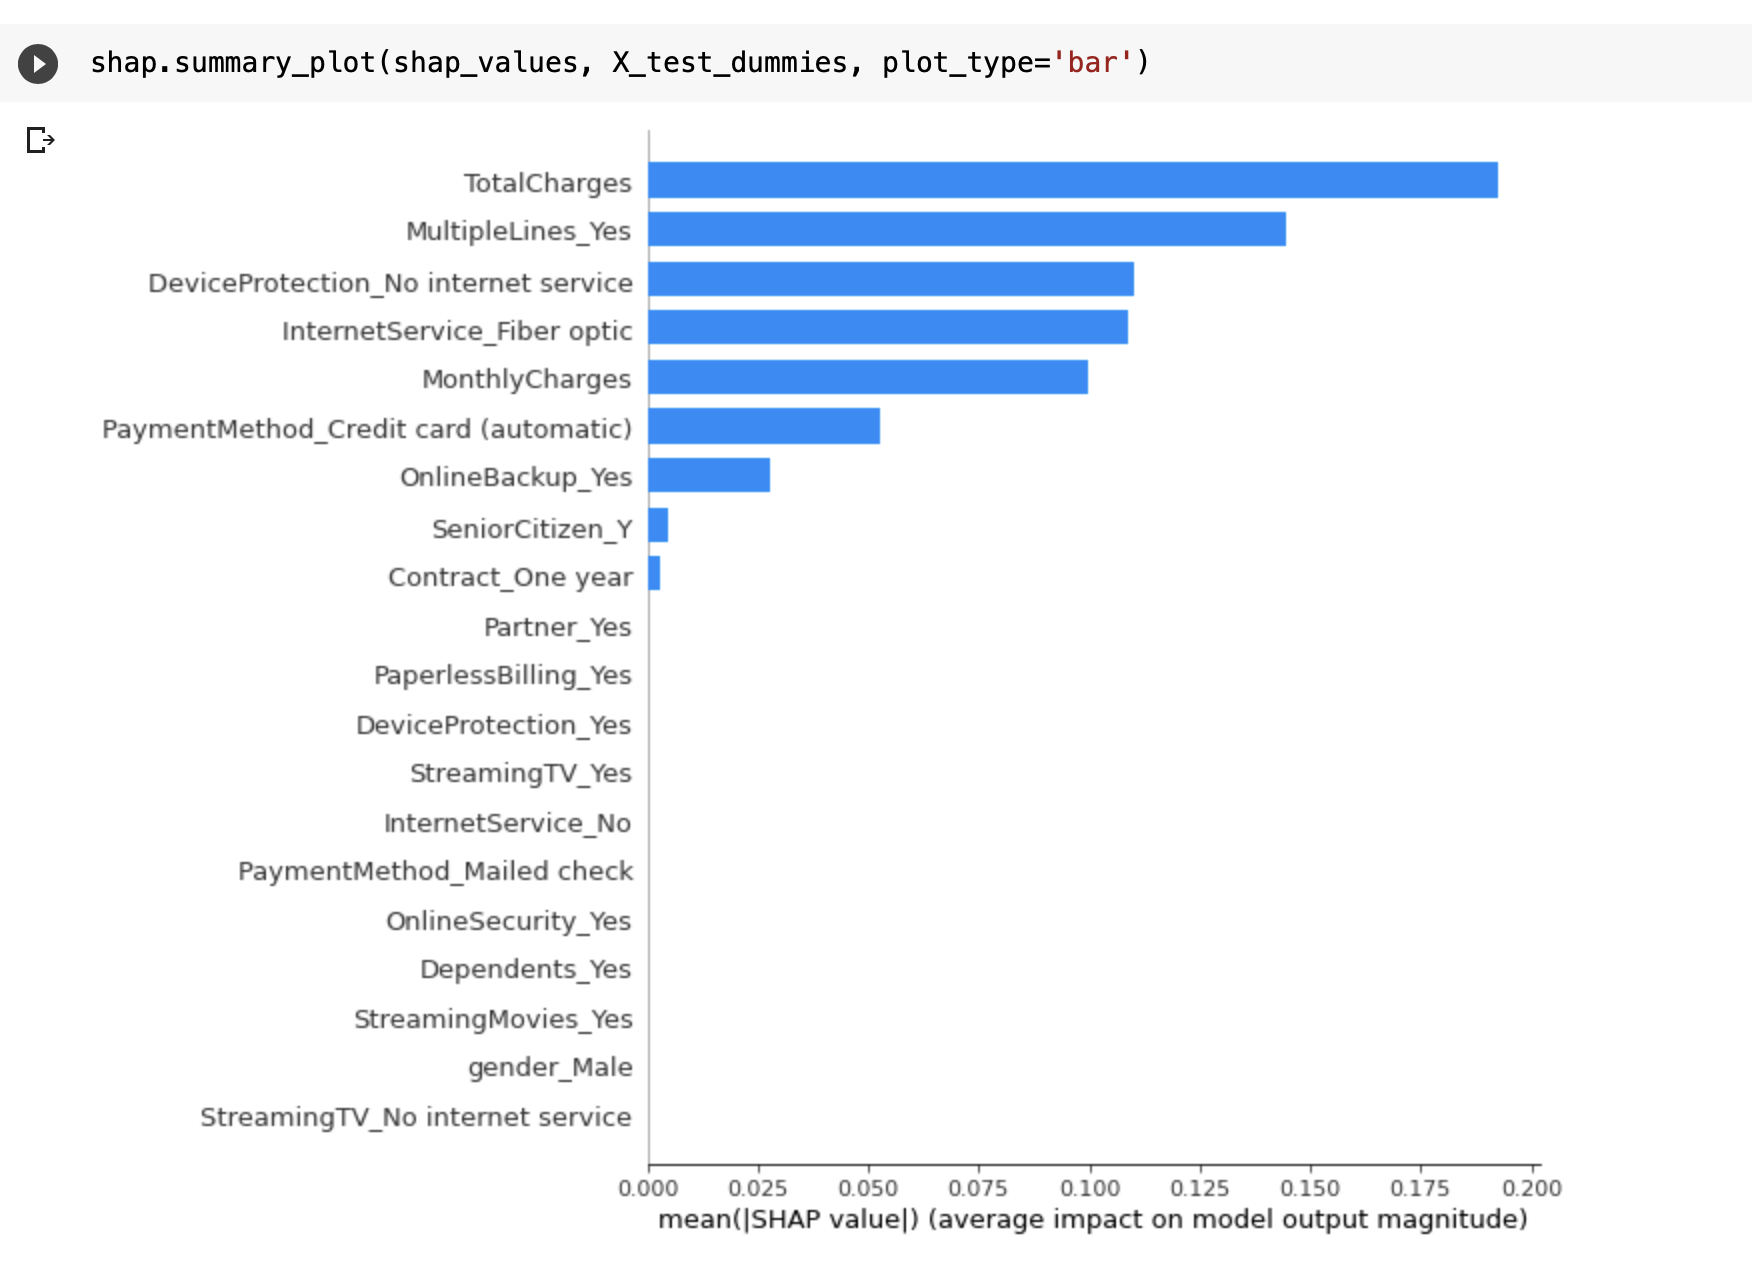 shap.summary_plot(shap_values, X_test_dummies, plot_type='bar')
TotalCharges
MultipleLines_Yes
DeviceProtection_No internet service
InternetService_Fiber optic
MonthlyCharges
PaymentMethod_Credit card (automatic)
OnlineBackup_Yes
SeniorCitizen_Y
Contract_One year
Partner_Yes
PaperlessBilling_Yes
DeviceProtection_Yes
StreamingTV_Yes
InternetService_No
PaymentMethod_Mailed check
OnlineSecurity_Yes
Dependents_Yes
StreamingMovies_Yes
gender_Male
StreamingTV_No internet service
0.000 0.025 0.050 0.075 0.100 0.125 0.150 0.175 0.200
mean(|SHAP value|) (average impact on model output magnitude)